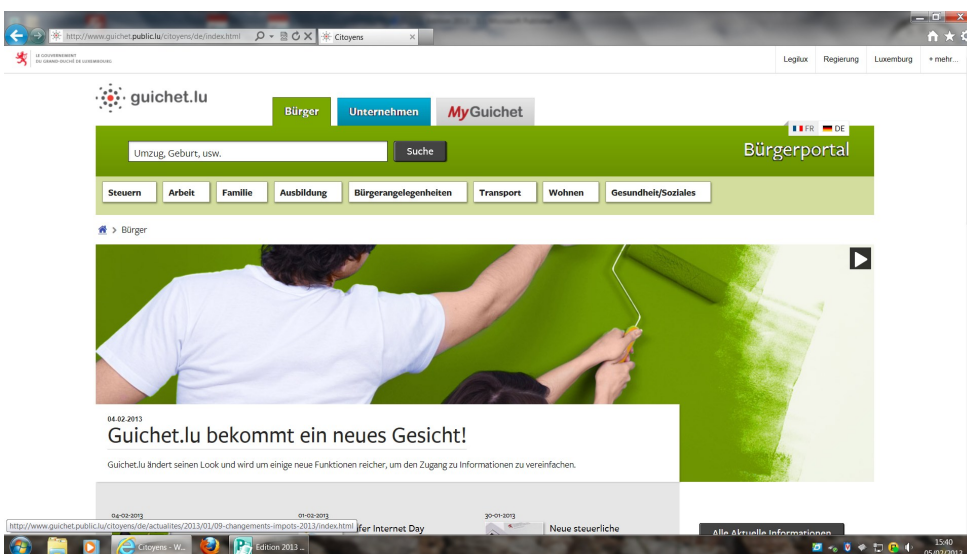 http://www.guichet.public.lu/citoyens/de/index.html
Citoyens
LE GOUVERNEMENT
DU GRAND-DUCHÉ DE LUXEMBOURG
Legilux Regierung Luxemburg + mehr...
guichet.lu
Bürger Unternehmen MyGuichet
FR DE
Umzug, Geburt, usw. Suche
Bürgerportal
Steuern Arbeit Familie Ausbildung Bürgerangelegenheiten Transport Wohnen Gesundheit/Soziales
> Bürger
04.02.2013
Guichet.lu bekommt ein neues Gesicht!
Guichet.lu ändert seinen Look und wird um einige neue Funktionen reicher, um den Zugang zu Informationen zu vereinfachen.
04-02-2013 01-02-2013 30-01-2013
http://www.guichet.public.lu/citoyens/de/actualites/2013/01/09-changements-impots-2013/index.html
Internet Day
Neue steuerliche
Alle Aktuelle Informationen
Citoyens - W... Edition 2013 ...
15:40
05/02/2013